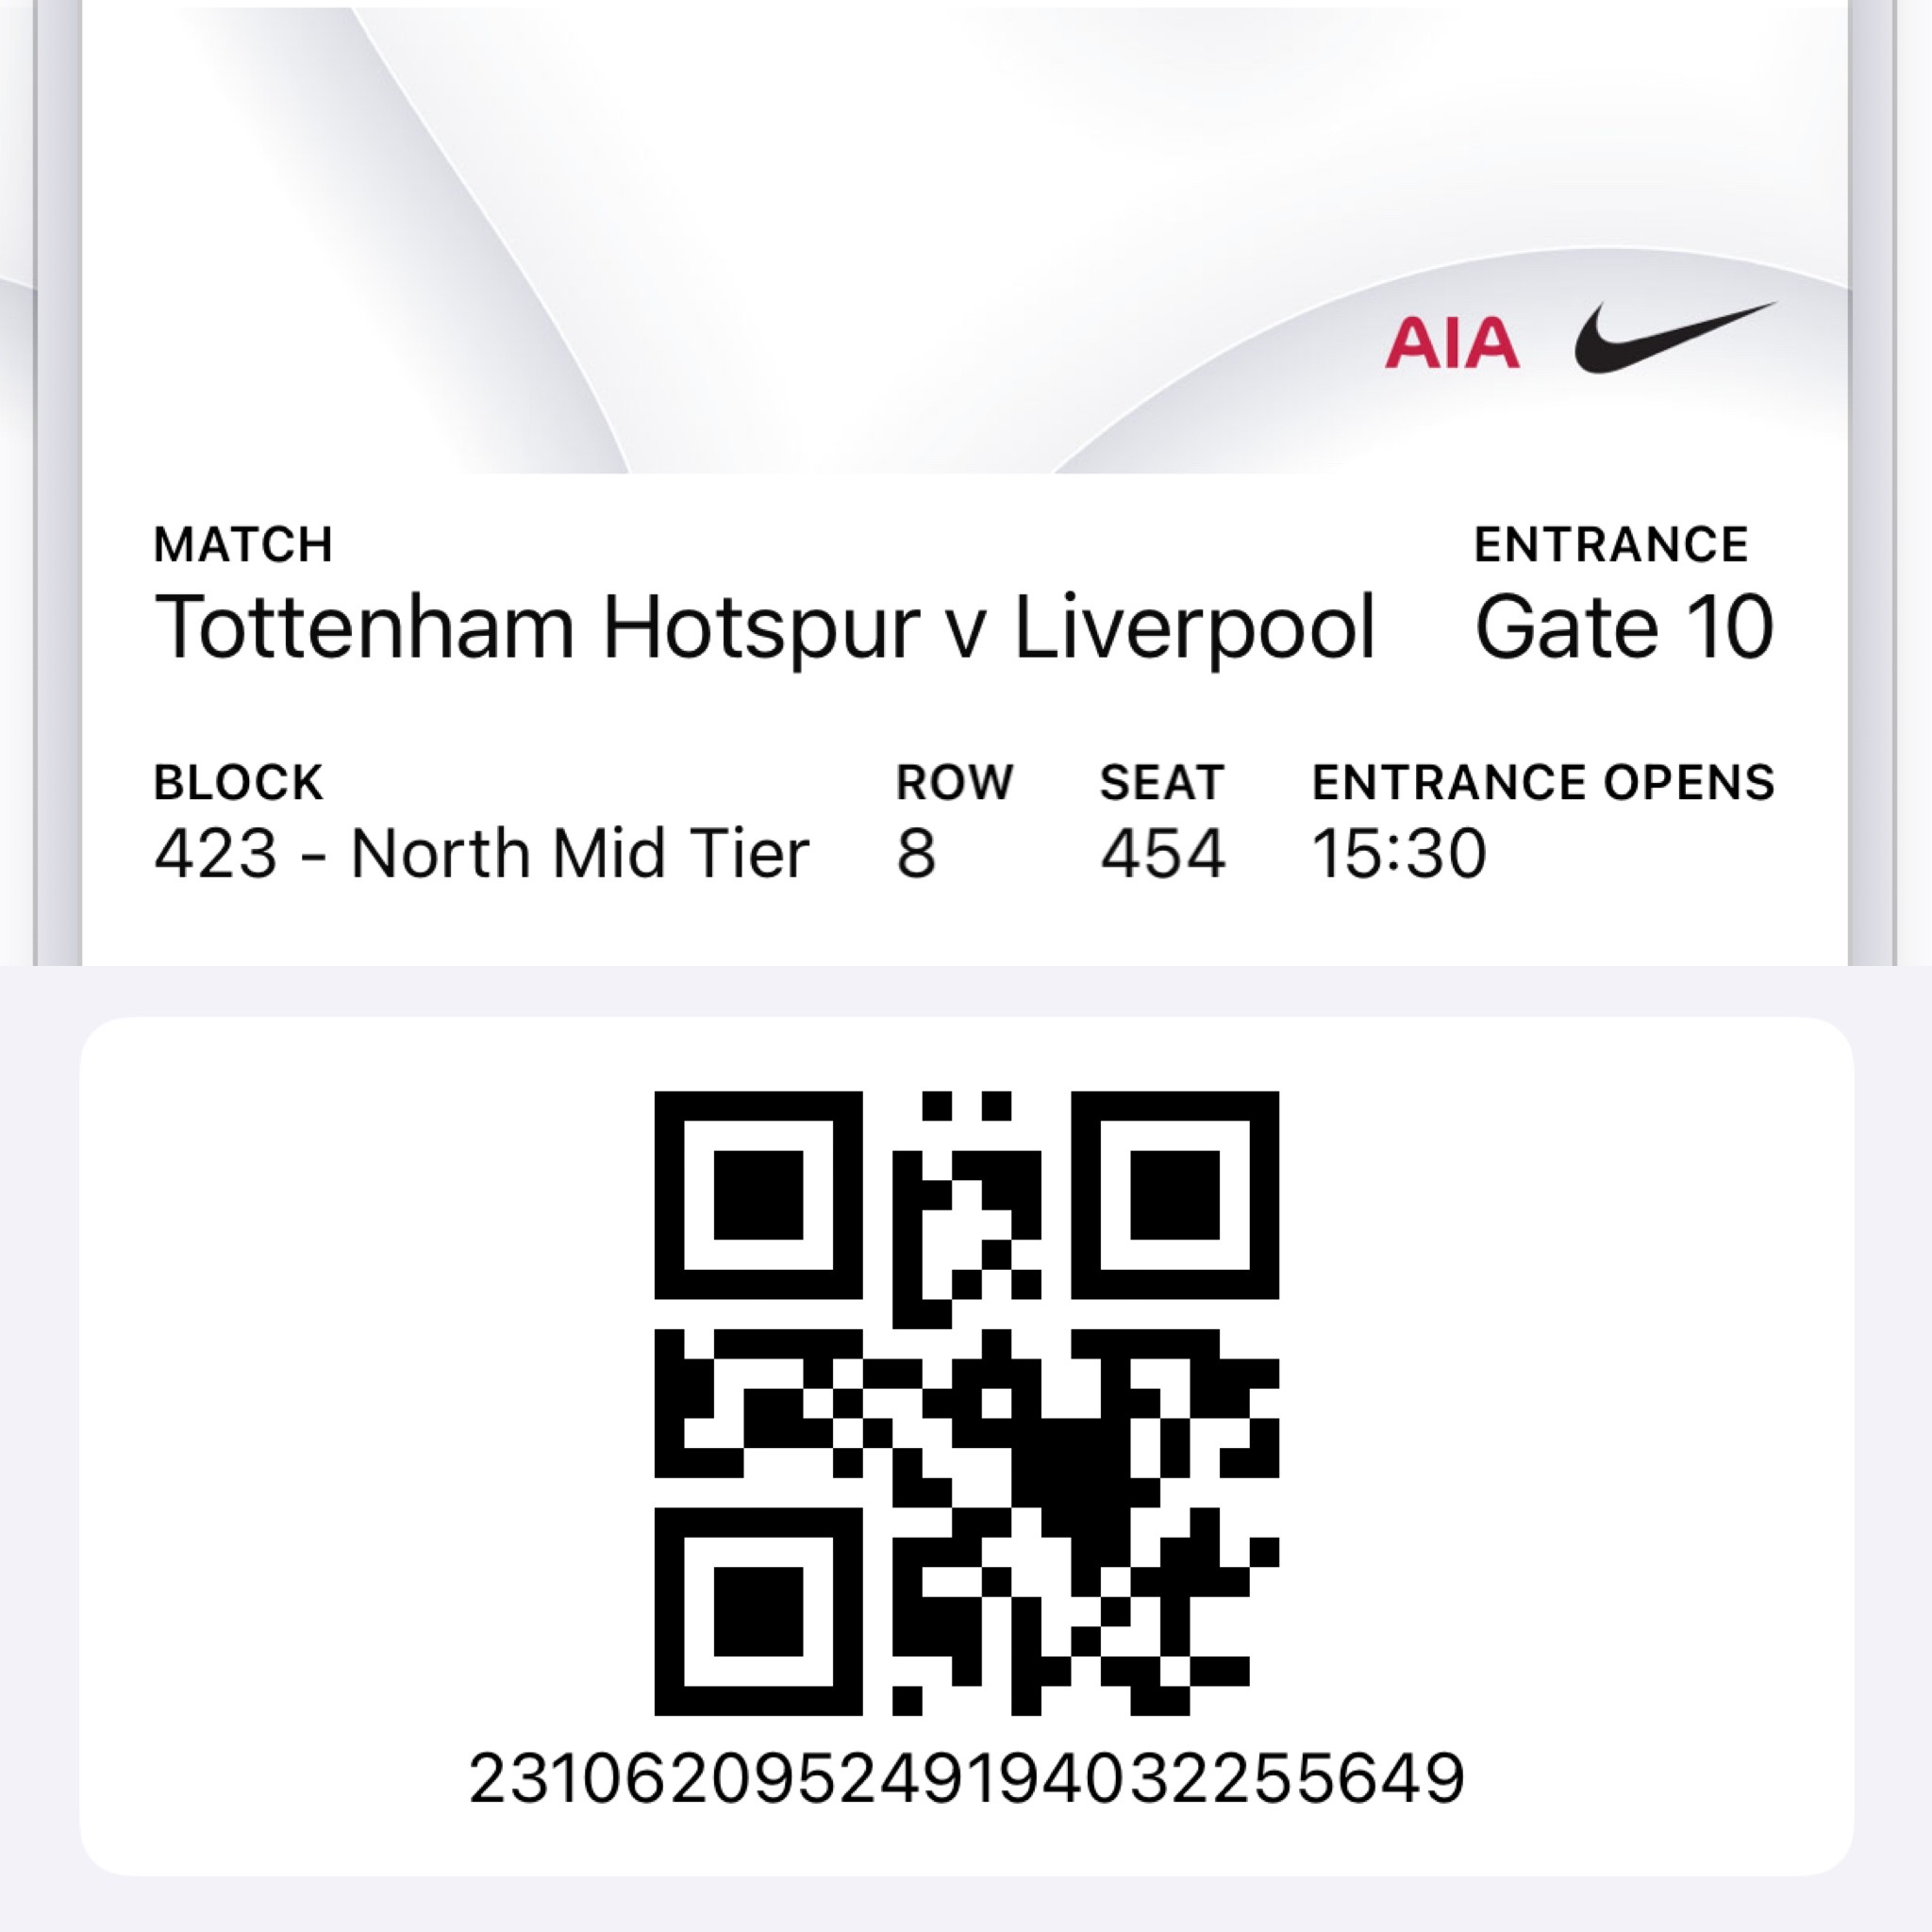 AIA
MATCH ENTRANCE
Tottenham Hotspur v Liverpool Gate 10
BLOCK ROW SEAT ENTRANCE OPENS
423 - North Mid Tier 8 454 15:30
231062095249194032255649